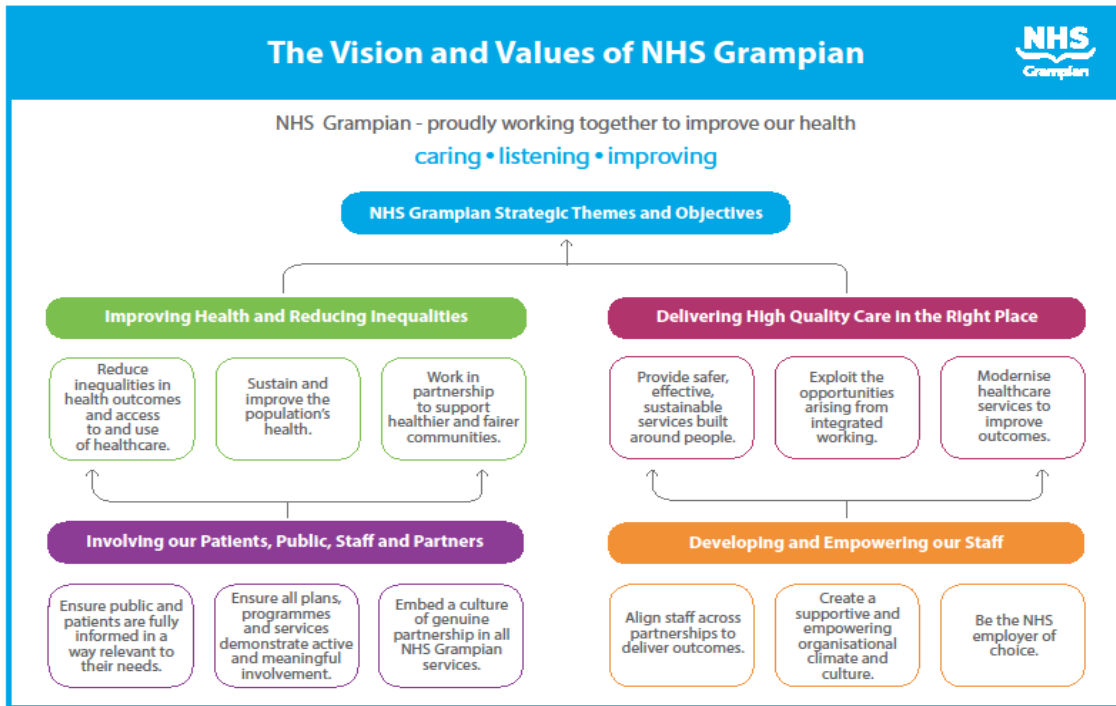 The Vision and Values of NHS Grampian
NHS
Grampian
NHS Grampian - proudly working together to improve our health
caring • listening • improving
NHS Grampian Strategic Themes and Objectives
Improving Health and Reducing Inequalities
Reduce
inequalities in
health outcomes
and access
to and use
of healthcare.
Sustain and
improve the
population's
health.
Work in
partnership
to support
healthier and fairer
communities.
Delivering High Quality Care in the Right Place
Provide safer,
effective,
sustainable
services built
around people.
Exploit the
opportunities
arising from
integrated
working.
Modernise
healthcare
services to
improve
outcomes.
Involving our Patients, Public, Staff and Partners
Ensure public and
patients are fully
informed in a
way relevant to
their needs.
Ensure all plans,
programmes
and services
demonstrate active
and meaningful
involvement.
Embed a culture
of genuine
partnership in all
NHS Grampian
services.
Developing and Empowering our Staff
Align staff across
partnerships to
deliver outcomes.
Create a
supportive and
empowering
organisational
climate and
culture.
Be the NHS
employer of
choice.